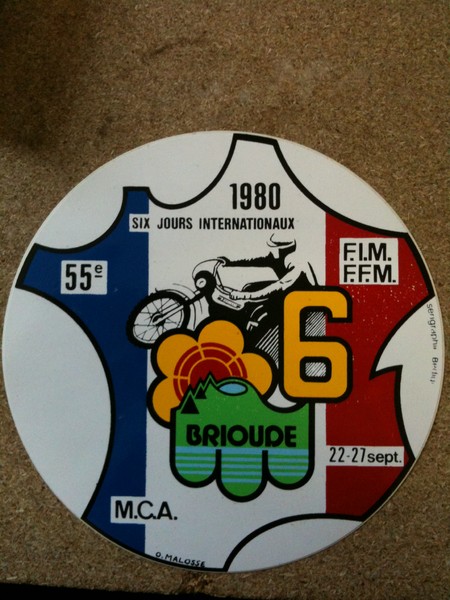 1980
SIX JOURS INTERNATIONAUX
55e
F.I.M.
F.F.M.
6
BRIOUDE
22-27 sept.
M.C.A.
O. MALOSSE